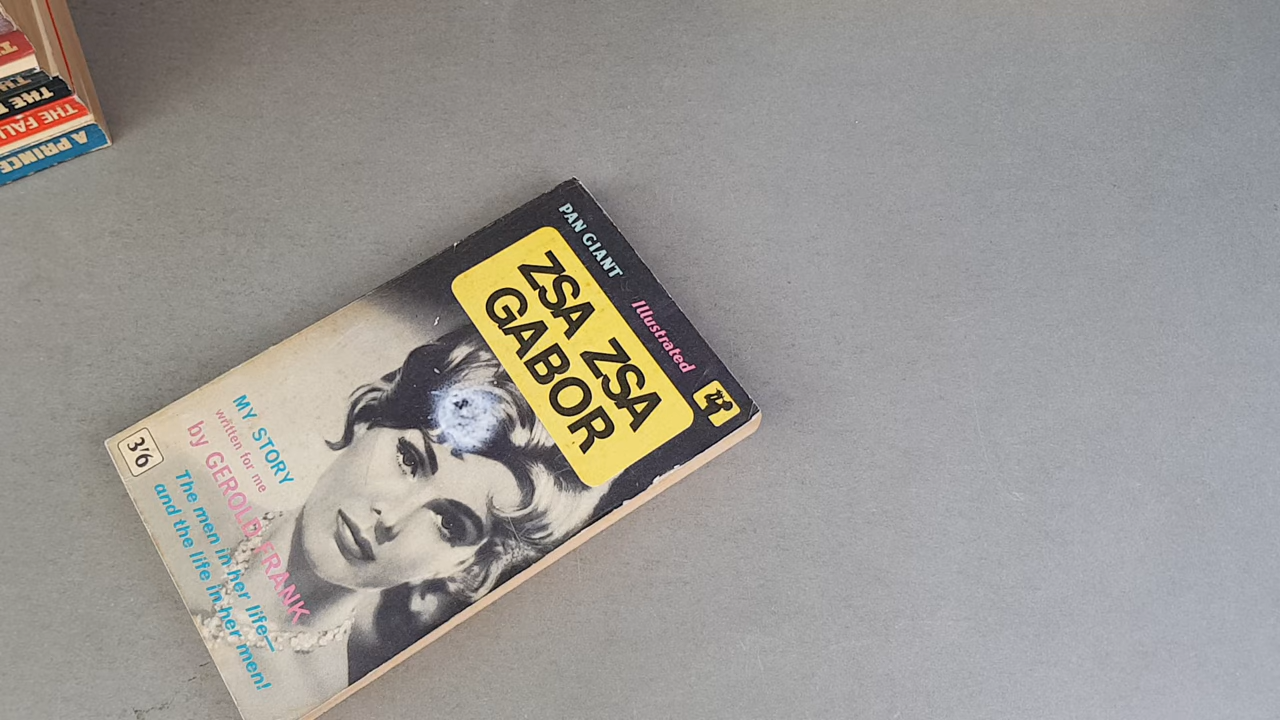 PAN GIANT Illustrated
ZSA ZSA
GABOR
MY STORY
written for me
by GEROLD FRANK
The men in her life—
and the life in her men!
3'6
THE
THE FALL
A PRINCE